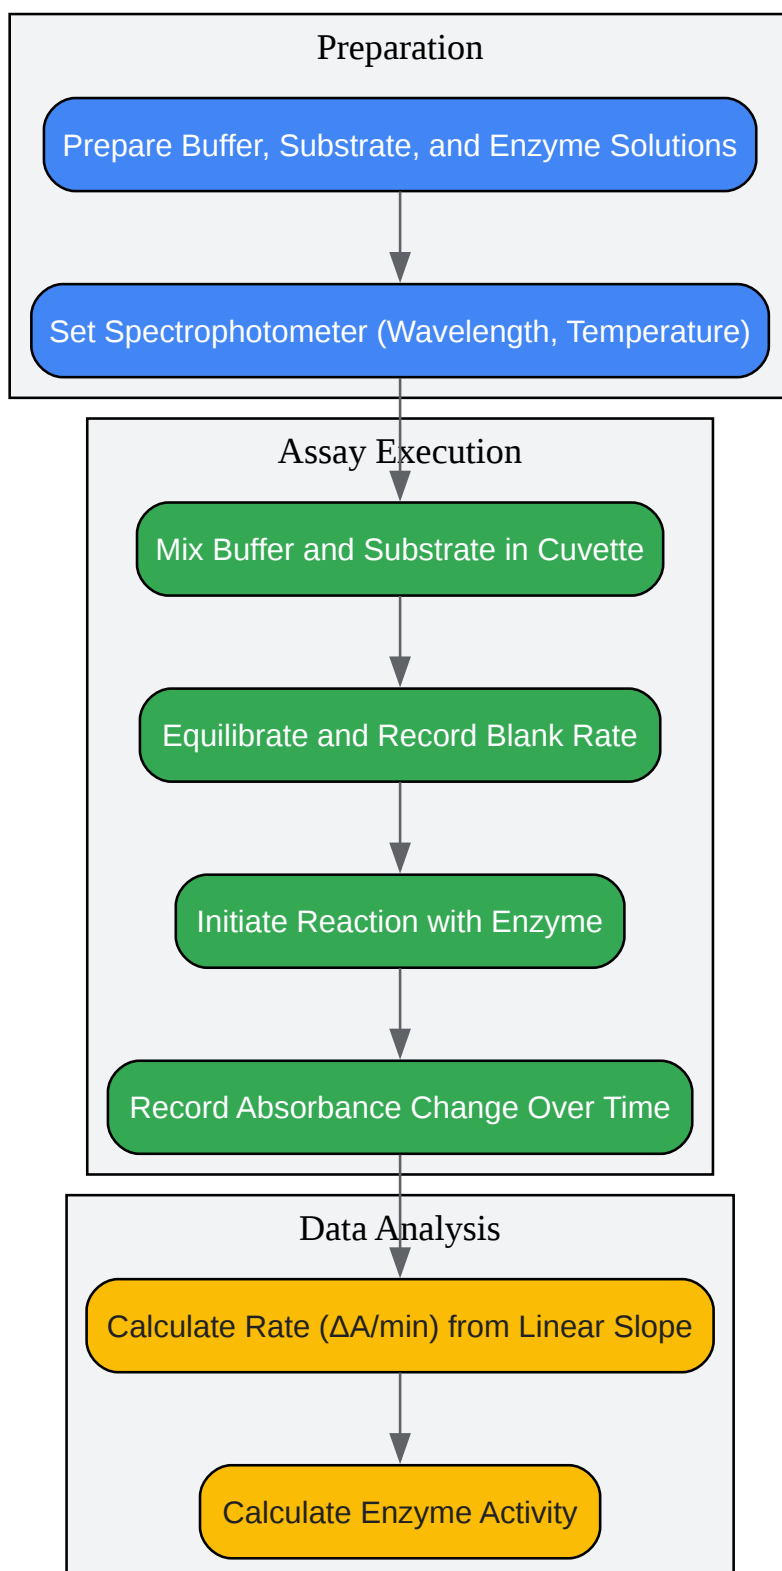 Preparation
Prepare Buffer, Substrate, and Enzyme Solutions
Set Spectrophotometer (Wavelength, Temperature)
Assay Execution
Mix Buffer and Substrate in Cuvette
Equilibrate and Record Blank Rate
Initiate Reaction with Enzyme
Record Absorbance Change Over Time
Data Analysis
Calculate Rate (ΔA/min) from Linear Slope
Calculate Enzyme Activity